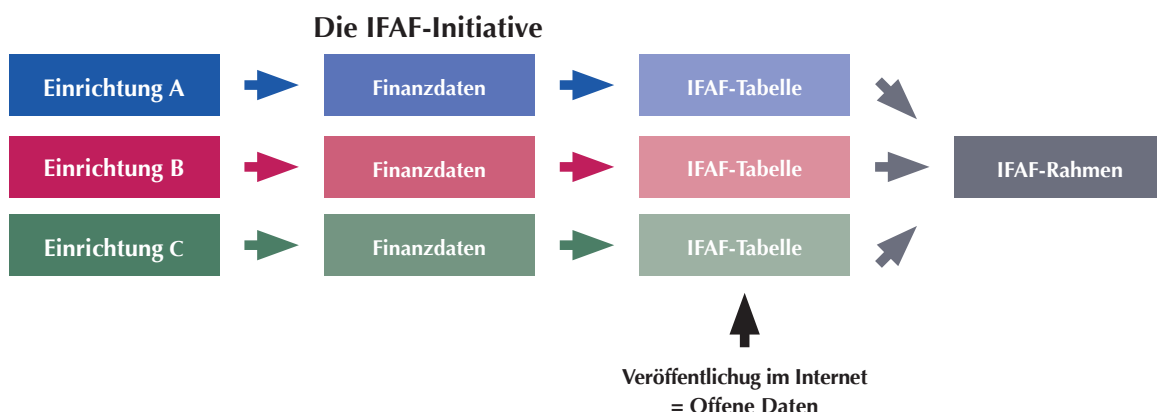 Die IFAF-Initiative
Einrichtung A
Finanzdaten
IFAF-Tabelle
Einrichtung B
Finanzdaten
IFAF-Tabelle
IFAF-Rahmen
Einrichtung C
Finanzdaten
IFAF-Tabelle
Veröffentlichug im Internet
= Offene Daten